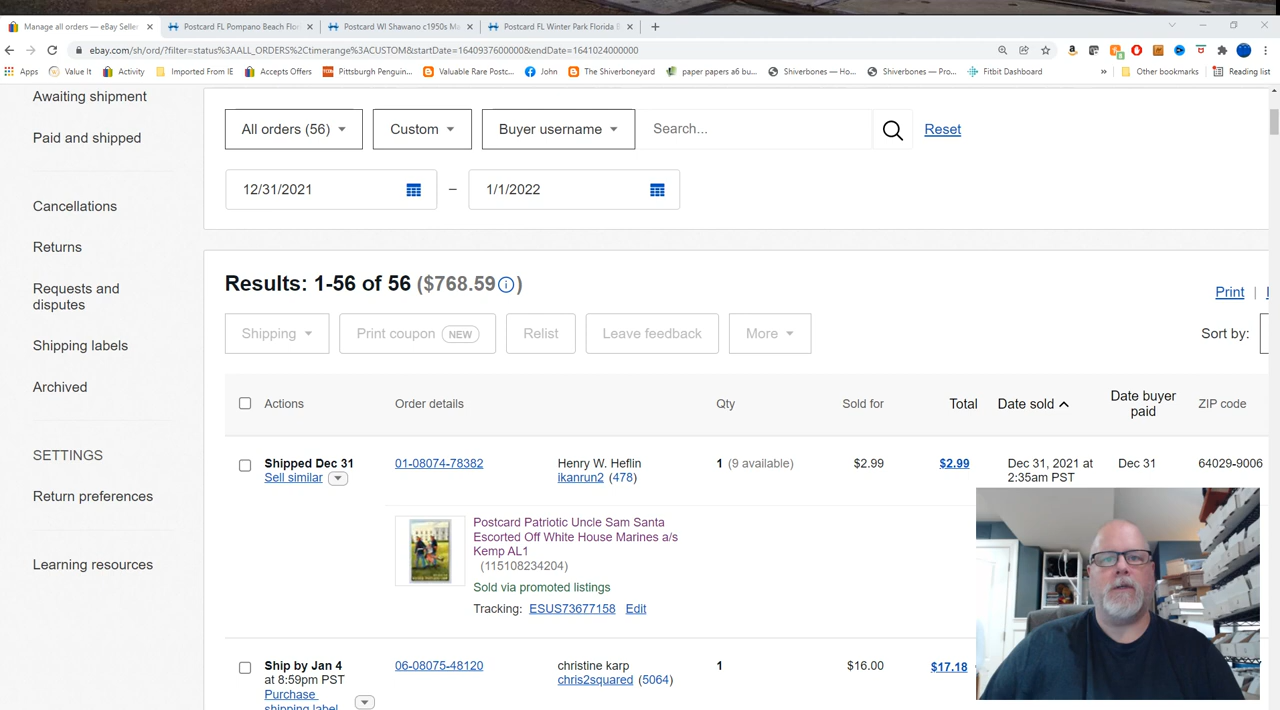 Manage all orders — eBay Seller
Postcard FL Pompano Beach Flor
Postcard WI Shawano c1950s Ma
Postcard FL Winter Park Florida B
ebay.com/sh/ord/?filter=status%3AALL_ORDERS%2Ctimerange%3ACUSTOM&startDate=1640937600000&endDate=1641024000000
Apps
Value It
Activity
Imported From IE
Accepts Offers
Pittsburgh Penguin...
Valuable Rare Postc...
John
The Shiverboneyard
paper papers a6 bu...
Shiverbones — Ho...
Shiverbones — Pro...
Fitbit Dashboard
»
Other bookmarks
Reading list
Awaiting shipment
Paid and shipped
Cancellations
Returns
Requests and
disputes
Shipping labels
Archived
SETTINGS
Return preferences
Learning resources
All orders (56)
Custom
Buyer username
Search...
Reset
12/31/2021
–
1/1/2022
Results: 1-56 of 56 ($768.59 )
Print |
Shipping
Print coupon NEW
Relist
Leave feedback
More
Sort by:
Actions
Order details
Qty
Sold for
Total
Date sold
Date buyer
paid
ZIP code
Shipped Dec 31
Sell similar
01-08074-78382
Henry W. Heflin
ikanrun2 (478)
1 (9 available)
$2.99
$2.99
Dec 31, 2021 at
2:35am PST
Dec 31
64029-9006
Postcard Patriotic Uncle Sam Santa
Escorted Off White House Marines a/s
Kemp AL1
(115108234204)
Sold via promoted listings
Tracking: ESUS73677158 Edit
Ship by Jan 4
at 8:59pm PST
Purchase
shipping label
06-08075-48120
christine karp
chris2squared (5064)
1
$16.00
$17.18